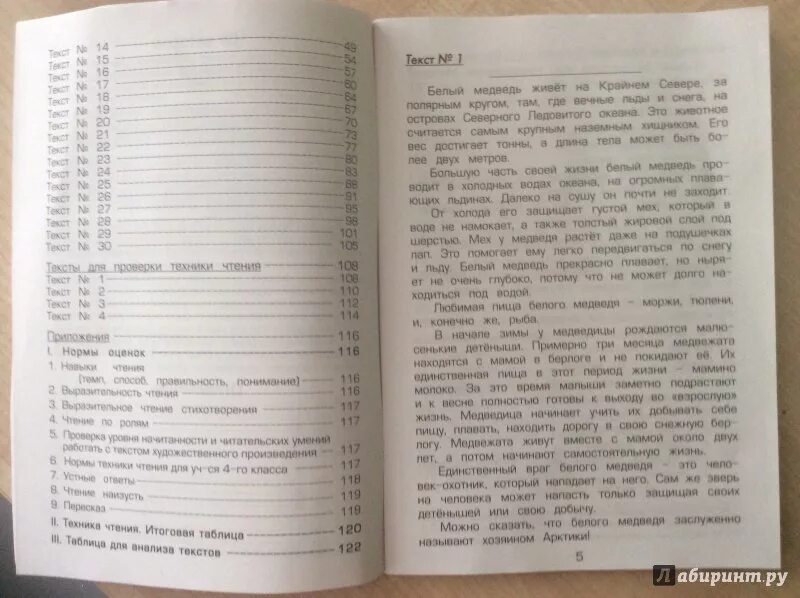 Текст № 14 49
Текст № 15 54
Текст № 16 57
Текст № 17 60
Текст № 18 64
Текст № 19 67
Текст № 20 70
Текст № 21 73
Текст № 22 77
Текст № 23 80
Текст № 24 83
Текст № 25 88
Текст № 26 91
Текст № 27 95
Текст № 28 98
Текст № 29 101
Текст № 30 105
Тексты для проверки техники чтения 108
Текст № 1 108
Текст № 2 110
Текст № 3 112
Текст № 4 114
Приложения 116
I. Нормы оценок 116
1. Навыки чтения
(темп, способ, правильность, понимание) 116
2. Выразительность чтения 116
3. Выразительное чтение стихотворения 117
4. Чтение по ролям 117
5. Проверка уровня начитанности и читательских умений
работать с текстом художественного произведения 117
6. Нормы техники чтения для уч-ся 4-го класса 117
7. Устные ответы 118
8. Чтение наизусть 119
9. Пересказ 119
II. Техника чтения. Итоговая таблица 120
III. Таблица для анализа текстов 122
Текст № 1
Белый медведь живёт на Крайнем Севере, за
полярным кругом, там, где вечные льды и снега, на
островах Северного Ледовитого океана. Это животное
считается самым крупным наземным хищником. Его
вес достигает тонны, а длина тела может быть бо-
лее двух метров.
Большую часть своей жизни белый медведь про-
водит в холодных водах океана, на огромных плава-
ющих льдинах. Далеко на сушу он почти не заходит.
От холода его защищает густой мех, который в
воде не намокает, а также толстый жировой слой под
шерстью. Мех у медведя растёт даже на подушечках
лап. Это помогает ему легко передвигаться по снегу
и льду. Белый медведь прекрасно плавает, но ныря-
ет не очень глубоко, потому что не может долго на-
ходиться под водой.
Любимая пища белого медведя – моржи, тюлени,
и, конечно же, рыба.
В начале зимы у медведицы рождаются малю-
сенькие детёныши. Примерно три месяца медвежата
находятся с мамой в берлоге и не покидают её. Их
единственная пища в этот период жизни – мамино
молоко. За это время малыши заметно подрастают
и к весне полностью готовы к выходу во «взрослую»
жизнь. Медведица начинает учить их добывать себе
пищу, плавать, находить дорогу в свою снежную бер-
логу. Медвежата живут вместе с мамой около двух
лет, а потом начинают самостоятельную жизнь.
Единственный враг белого медведя – это чело-
век-охотник, который нападает на него. Сам же зверь
на человека может напасть только защищая своих
детёнышей или свою добычу.
Можно сказать, что белого медведя заслуженно
называют хозяином Арктики!
5
Лабиринт.ру